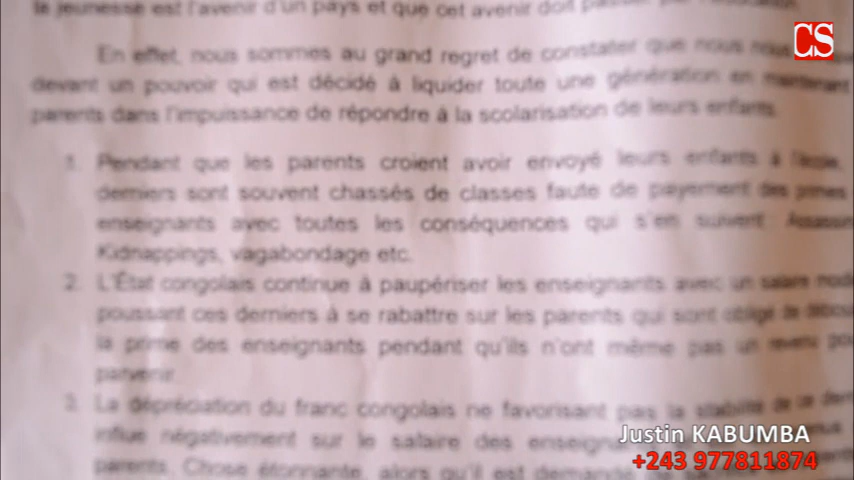 la jeunesse est l'avenir d'un pays et que cet avenir doit
CS
En effet, nous sommes au grand regret de constater que nous
devant un pouvoir qui est décidé à liquider toute une génération en maintenant
parents dans l'impuissance de répondre à la scolarisation de leurs enfants.
1. Pendant que les parents croient avoir envoyé leurs enfants à l'école,
derniers sont souvent chassés de classes faute de payement des primes
enseignants avec toutes les conséquences qui s'en suivent:
Kidnappings, vagabondage etc.
2. L'État congolais continue à paupériser les enseignants avec un salaire
poussant ces derniers à se rabattre sur les parents qui sont obligé de
la prime des enseignants pendant qu'ils n'ont même pas un revenu
parvenir.
3. La dépréciation du franc congolais ne favorisant pas la stabilité de ce
influe négativement sur le salaire des
parents. Chose étonnante, alors qu'il est
Justin KABUMBA
+243 977811874